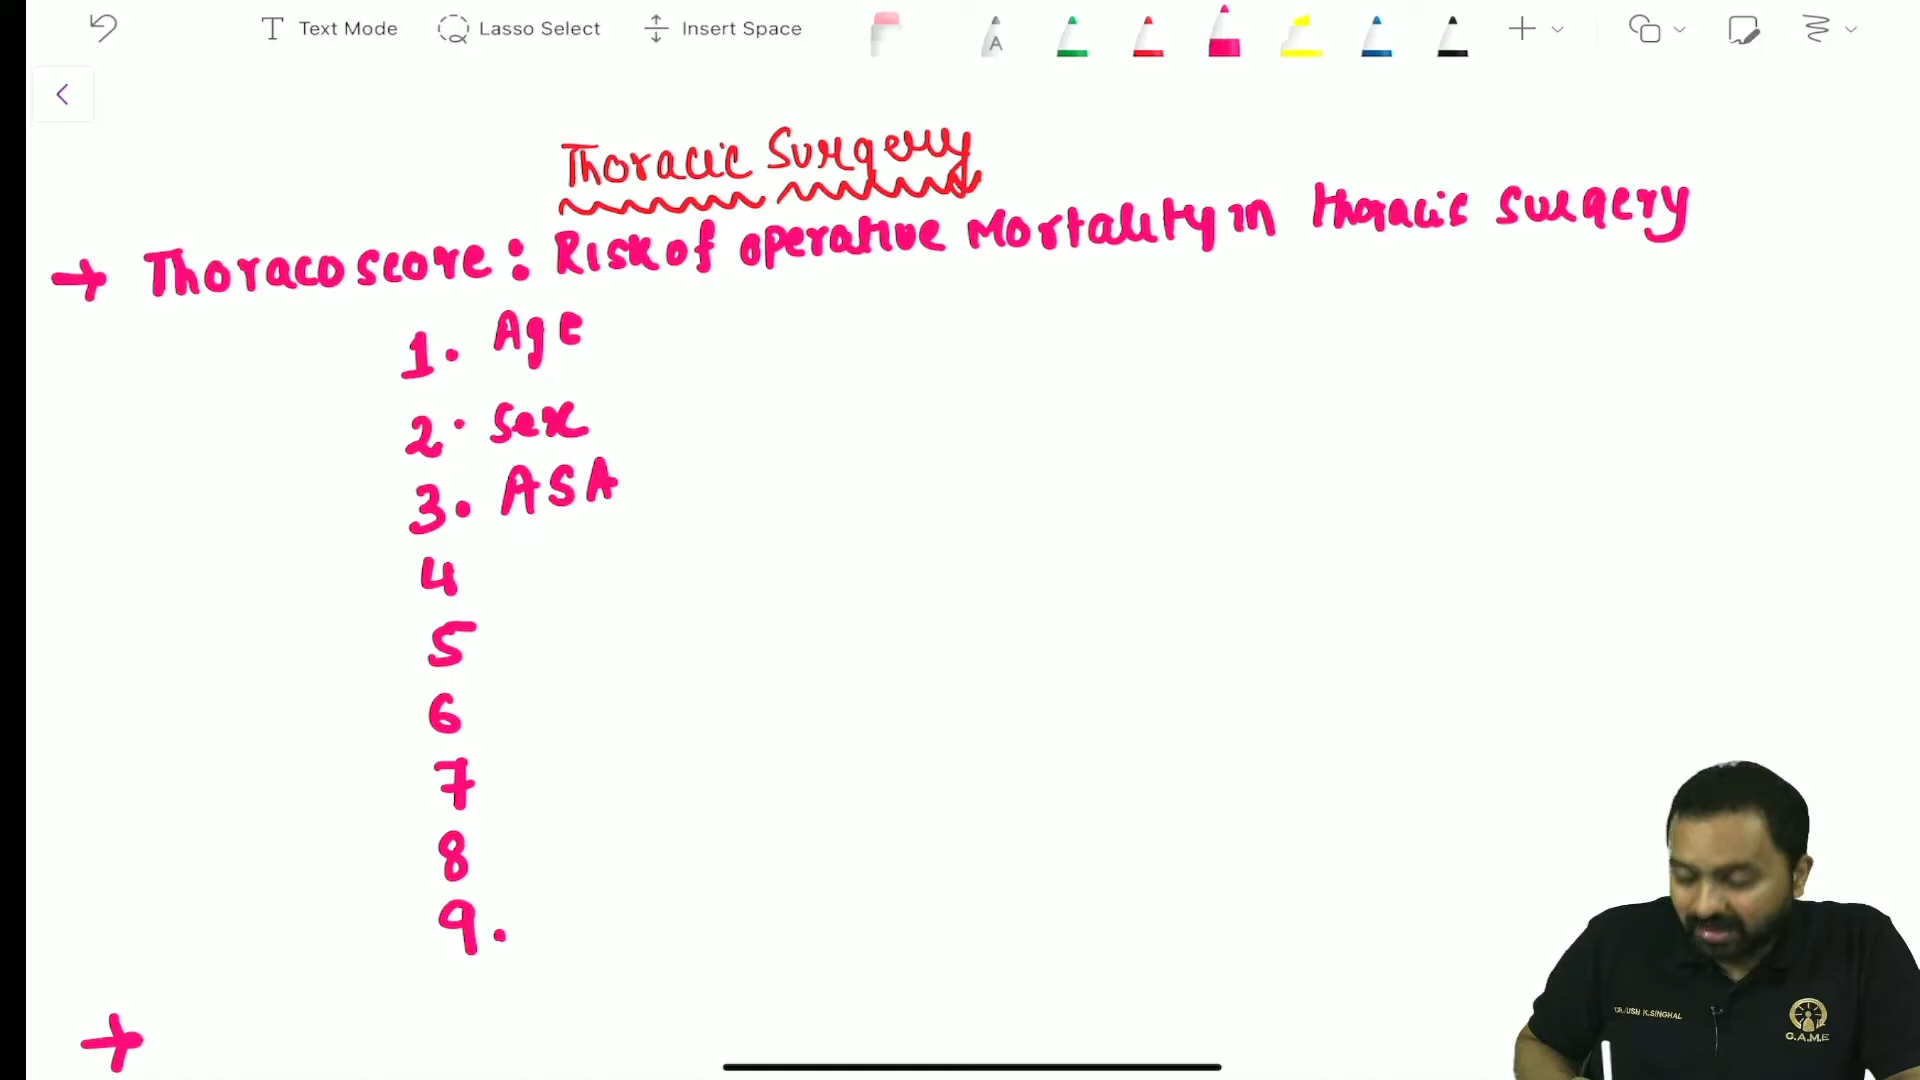 Text Mode Lasso Select Insert Space
A
Thoracic Surgery
→ Thoracoscore: Risk of operative Mortality in thoracic surgery
1. Age
2. Sex
3. ASA
4
5
6
7
8
9.
→
K.SINGHAL
G.A.M.E